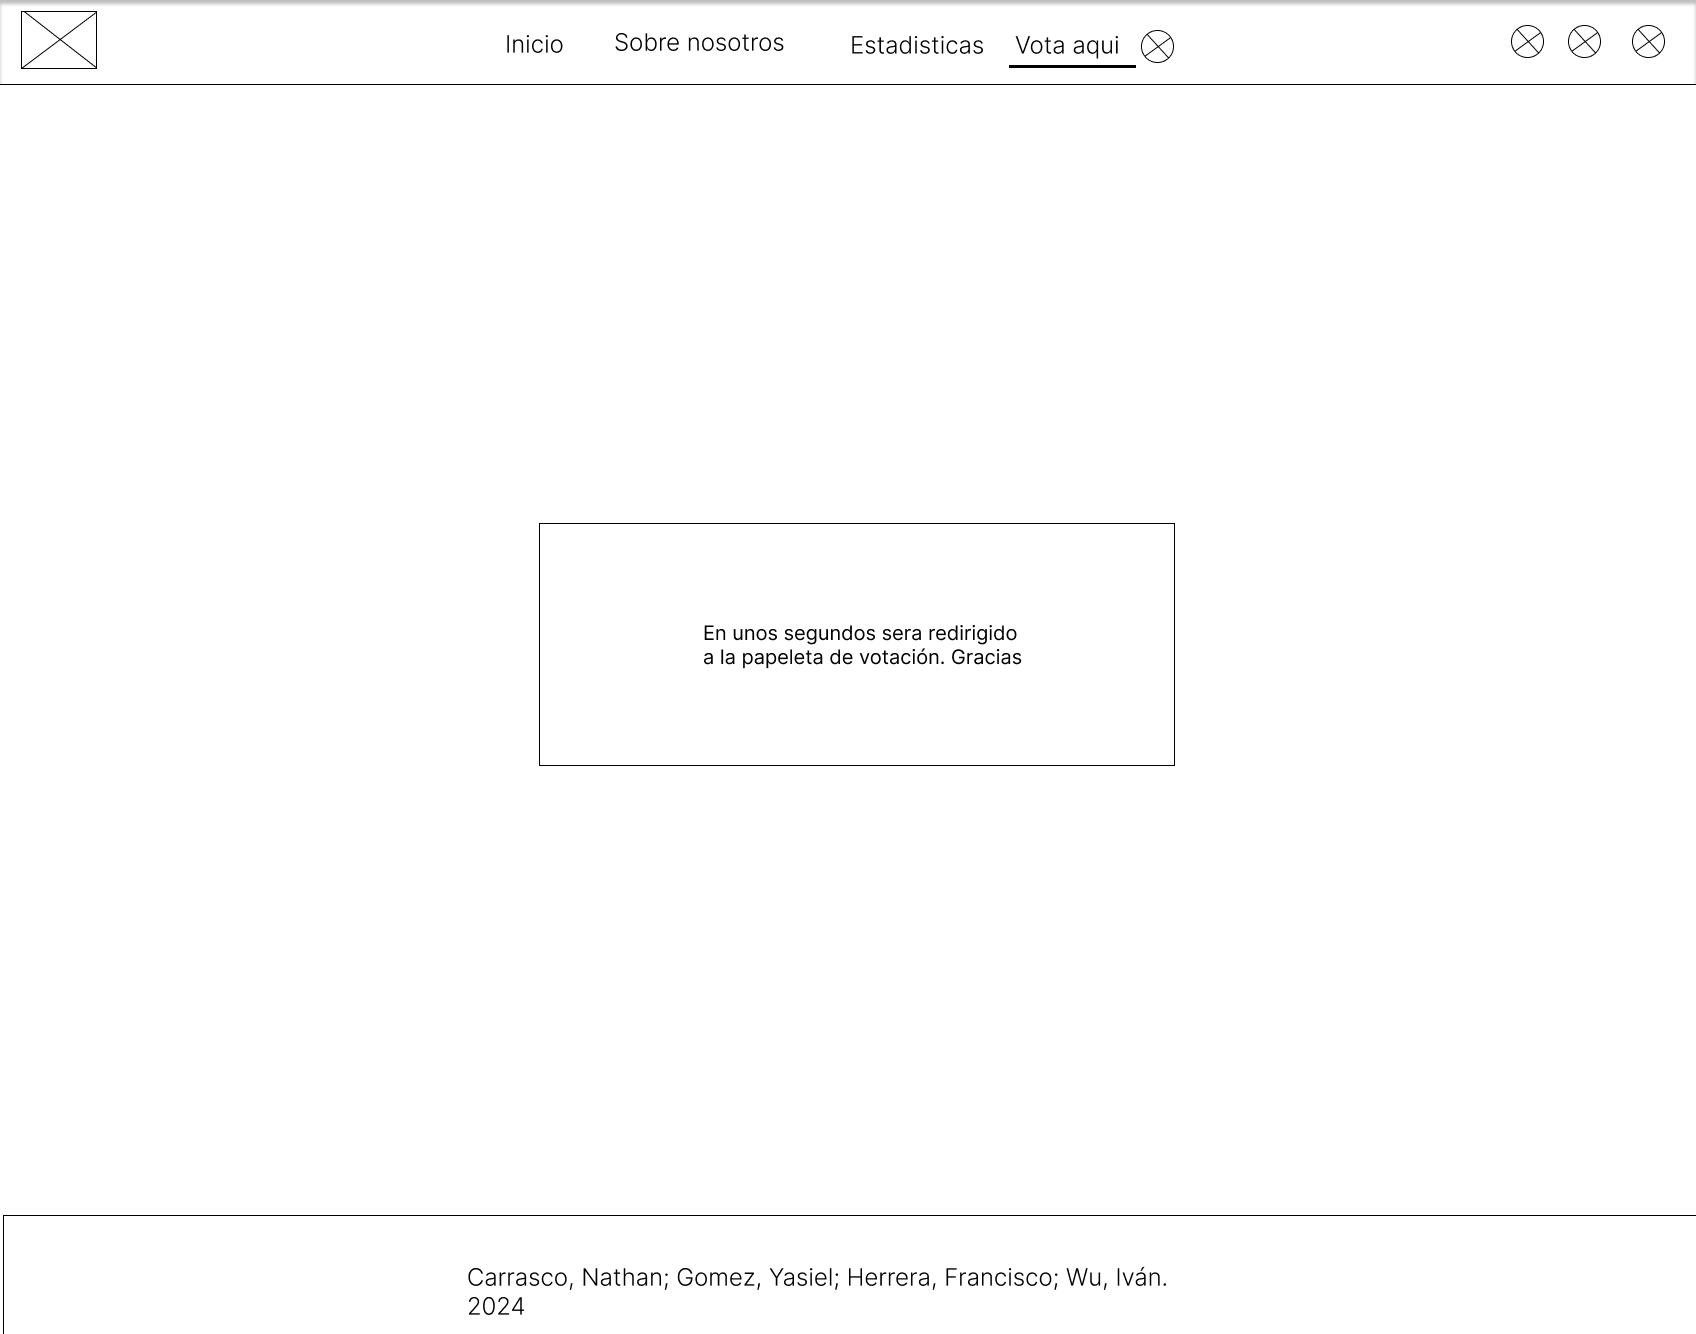 Inicio Sobre nosotros Estadisticas Vota aqui
En unos segundos sera redirigido
a la papeleta de votación. Gracias
Carrasco, Nathan; Gomez, Yasiel; Herrera, Francisco; Wu, Iván.
2024